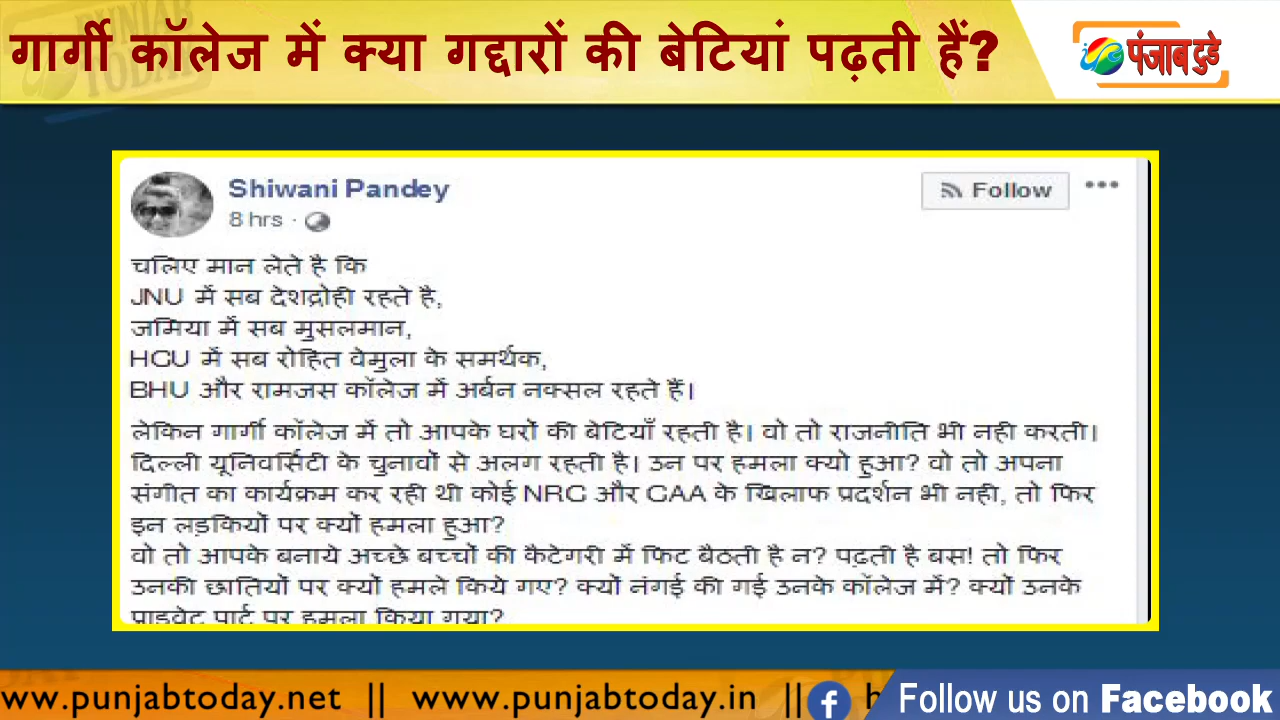 गार्गी कॉलेज में क्या गद्दारों की बेटियां पढ़ती हैं?
पंजाब टुडे
Shiwani Pandey
8 hrs ·
Follow
चलिए मान लेते है कि
JNU में सब देशद्रोही रहते है,
जमिया में सब मुसलमान,
HCU में सब रोहित वेमुला के समर्थक,
BHU और रामजस कॉलेज में अर्बन नक्सल रहते हैं।
लेकिन गार्गी कॉलेज में तो आपके घरों की बेटियाँ रहती है। वो तो राजनीति भी नही करती।
दिल्ली यूनिवर्सिटी के चुनावों से अलग रहती है। उन पर हमला क्यो हुआ? वो तो अपना
संगीत का कार्यक्रम कर रही थी कोई NRC और CAA के खिलाफ प्रदर्शन भी नही, तो फिर
इन लड़कियों पर क्यों हमला हुआ?
वो तो आपके बनाये अच्छे बच्चों की कैटेगरी में फिट बैठती है न? पढ़ती है बस! तो फिर
उनकी छातियों पर क्यों हमले किये गए? क्यों नंगई की गई उनके कॉलेज में? क्यों उनके
प्राइवेट पार्ट पर हमला किया गया?
www.punjabtoday.net || www.punjabtoday.in || h
Follow us on Facebook